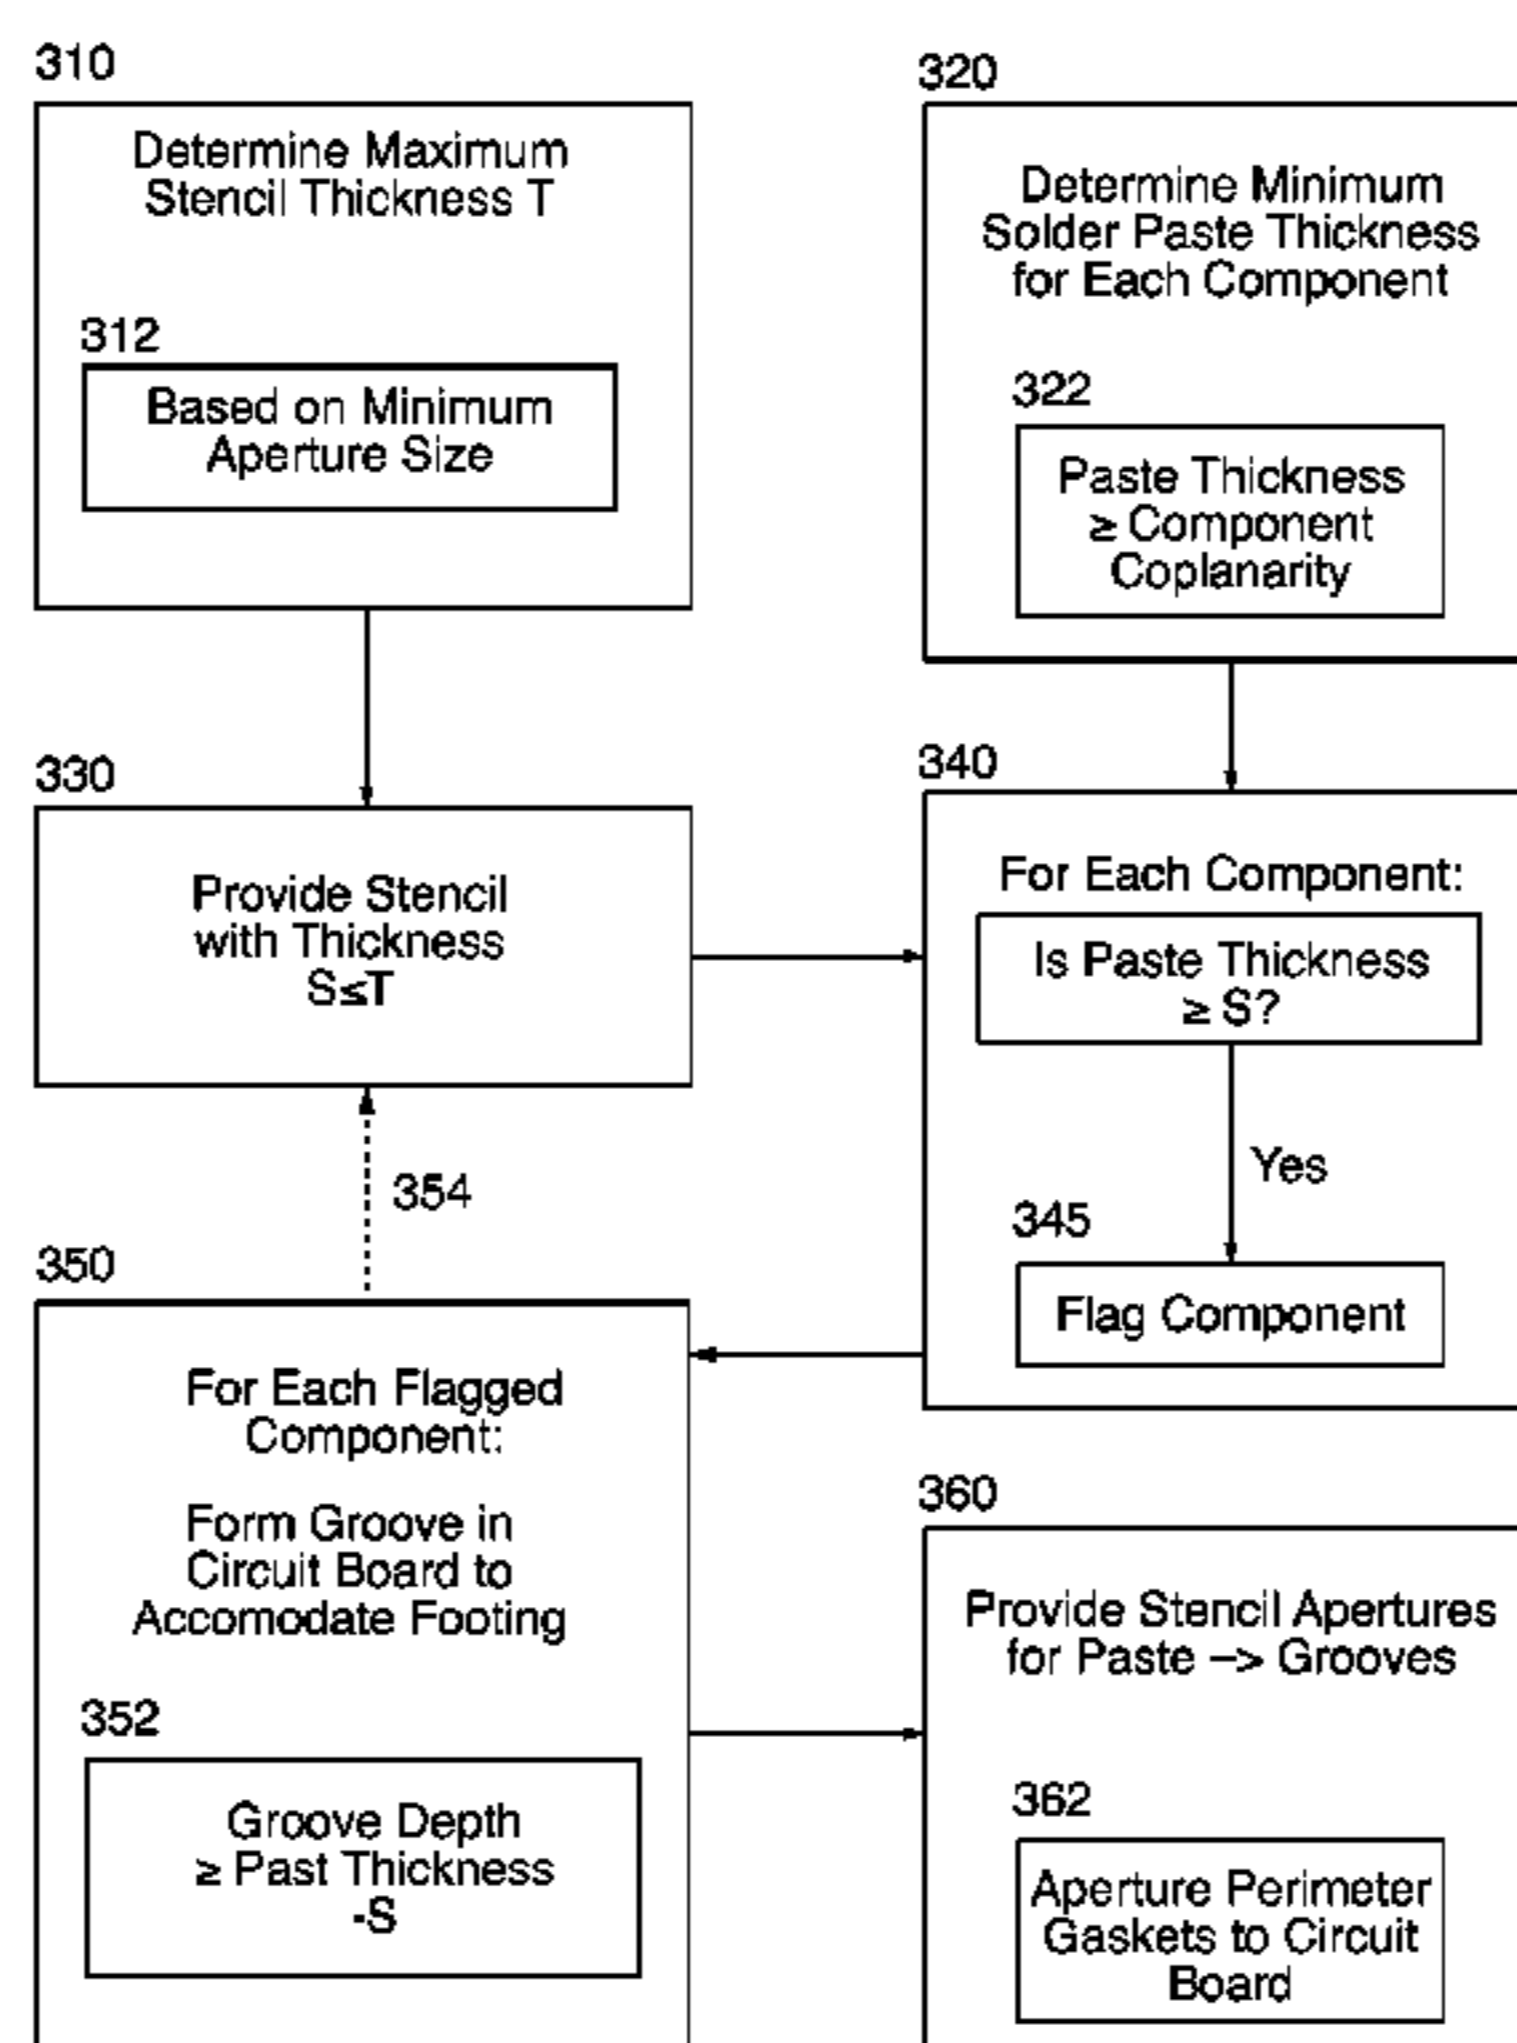 310
Determine Maximum
Stencil Thickness T
312
Based on Minimum
Aperture Size
320
Determine Minimum
Solder Paste Thickness
for Each Component
322
Paste Thickness
≥ Component
Coplanarity
330
Provide Stencil
with Thickness
S≤T
340
For Each Component:
Is Paste Thickness
≥ S?
Yes
345
Flag Component
354
350
For Each Flagged
Component:
Form Groove in
Circuit Board to
Accomodate Footing
352
Groove Depth
≥ Past Thickness
-S
360
Provide Stencil Apertures
for Paste –> Grooves
362
Aperture Perimeter
Gaskets to Circuit
Board